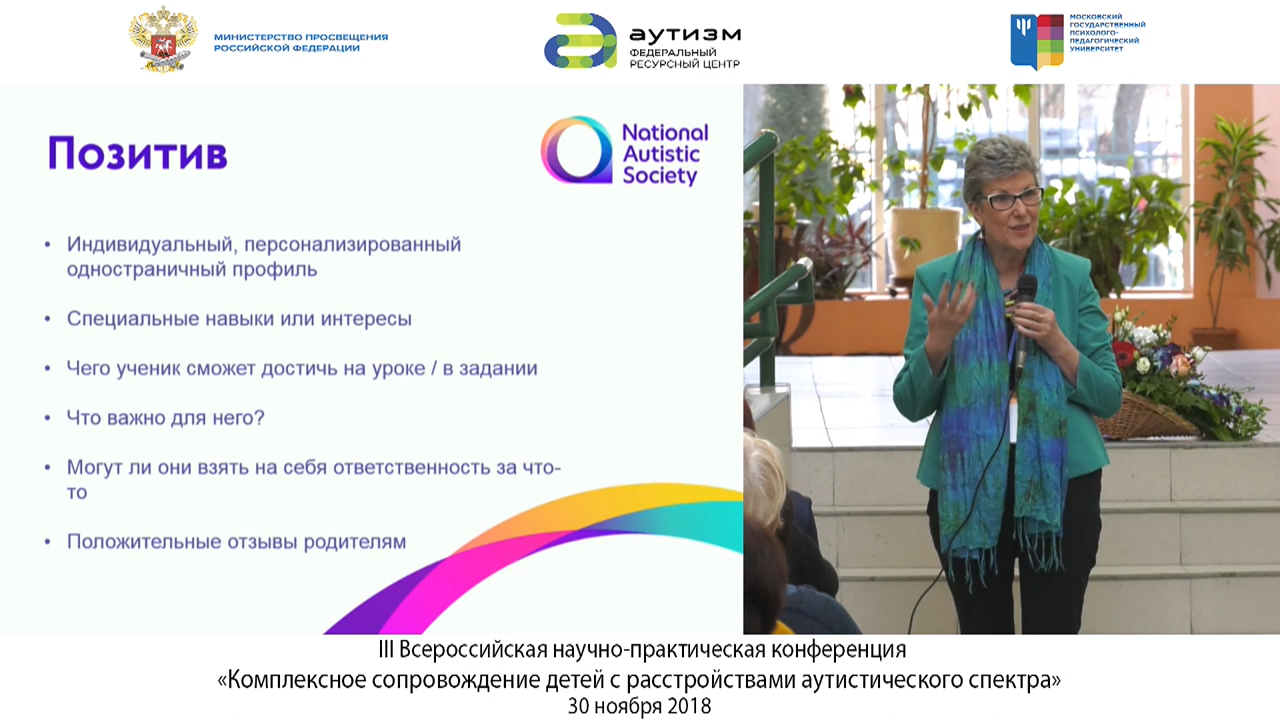 МИНИСТЕРСТВО ПРОСВЕЩЕНИЯ
РОССИЙСКОЙ ФЕДЕРАЦИИ
аутизм
ФЕДЕРАЛЬНЫЙ
РЕСУРСНЫЙ ЦЕНТР
МОСКОВСКИЙ
ГОСУДАРСТВЕННЫЙ
ПСИХОЛОГО-
ПЕДАГОГИЧЕСКИЙ
УНИВЕРСИТЕТ
Позитив
National
Autistic
Society
• Индивидуальный, персонализированный
одностраничный профиль
• Специальные навыки или интересы
• Чего ученик сможет достичь на уроке / в задании
• Что важно для него?
• Могут ли они взять на себя ответственность за что-
то
• Положительные отзывы родителям
III Всероссийская научно-практическая конференция
«Комплексное сопровождение детей с расстройствами аутистического спектра»
30 ноября 2018